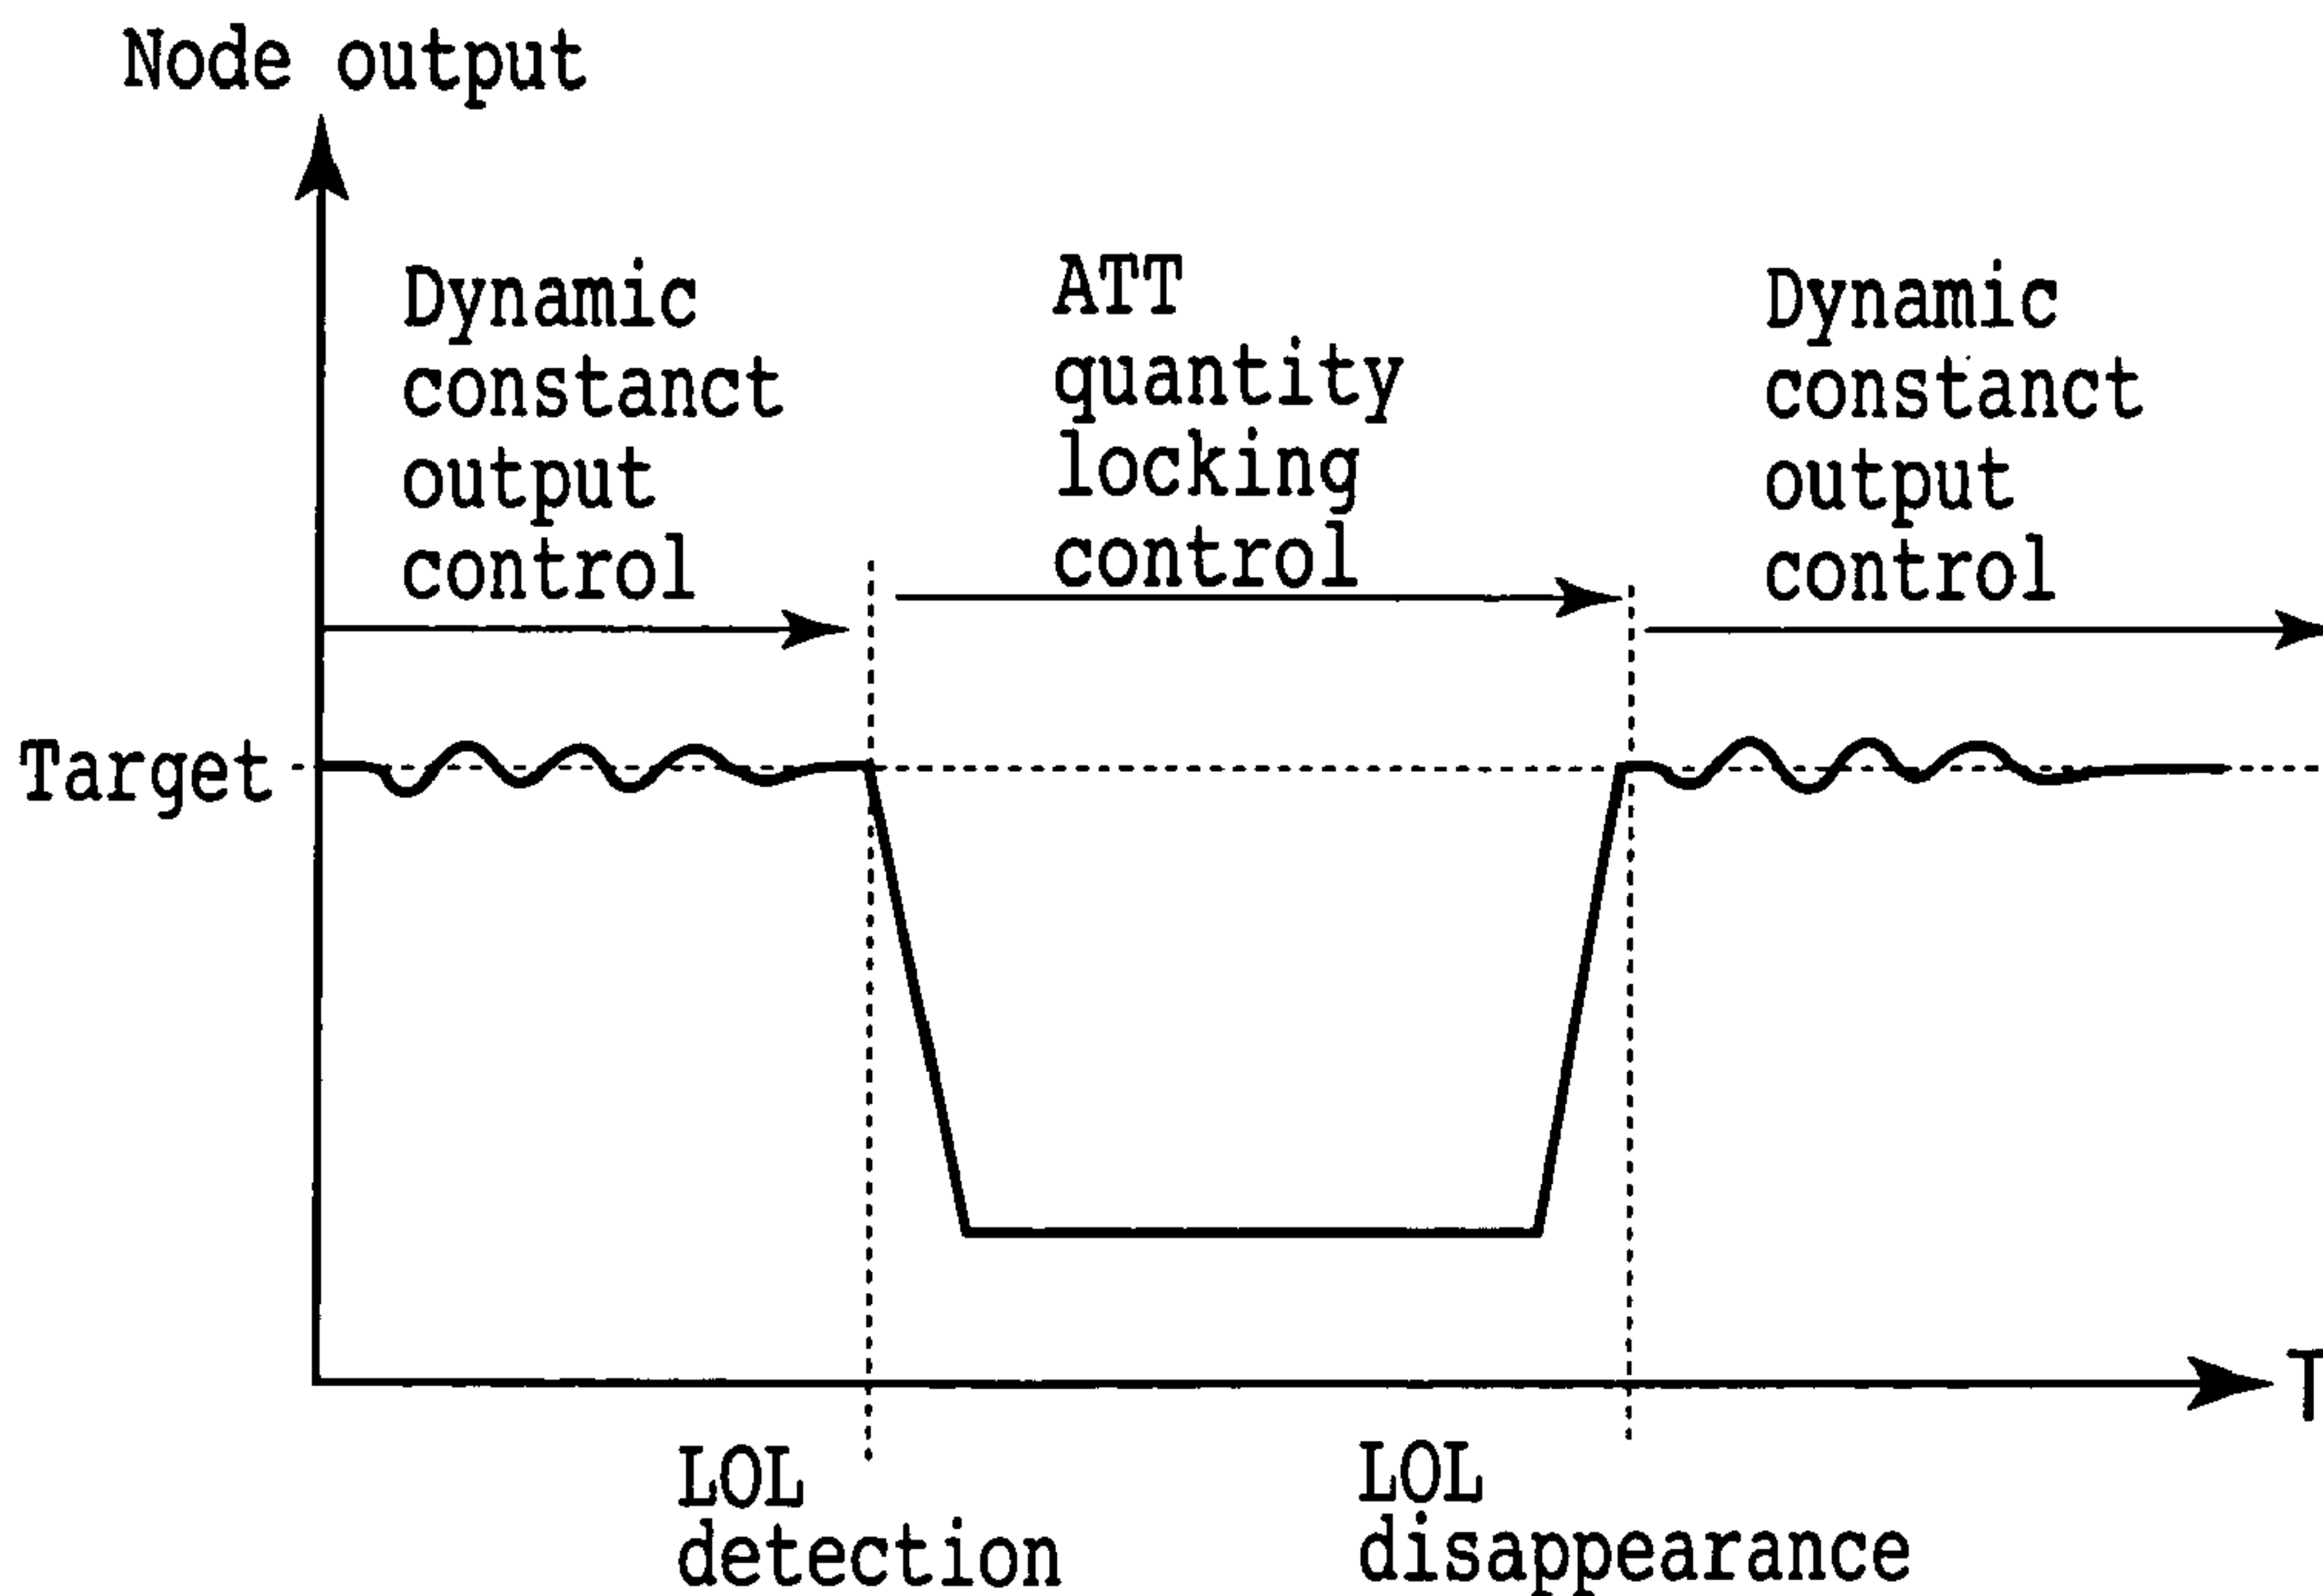 Node output
Dynamic
constanct
output
control
ATT
quantity
locking
control
Dynamic
constanct
output
control
Target
T
LOL
detection
LOL
disappearance